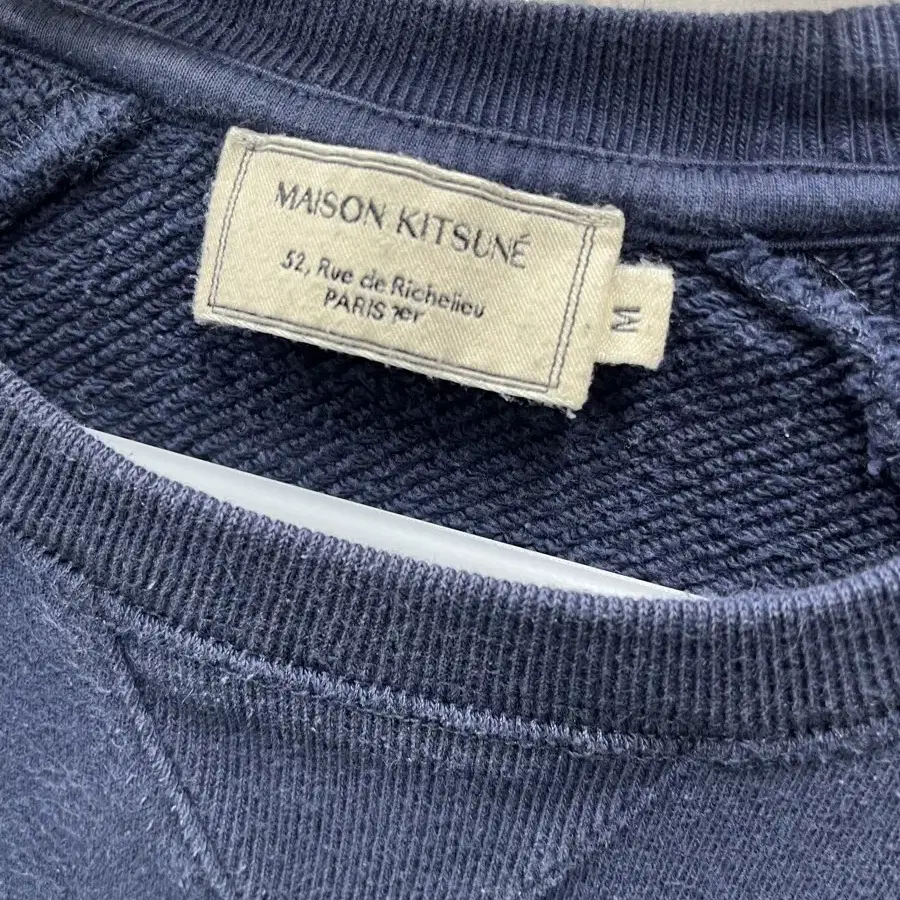 MAISON KITSUNÉ
52, Rue de Richelieu
PARIS 1er
M